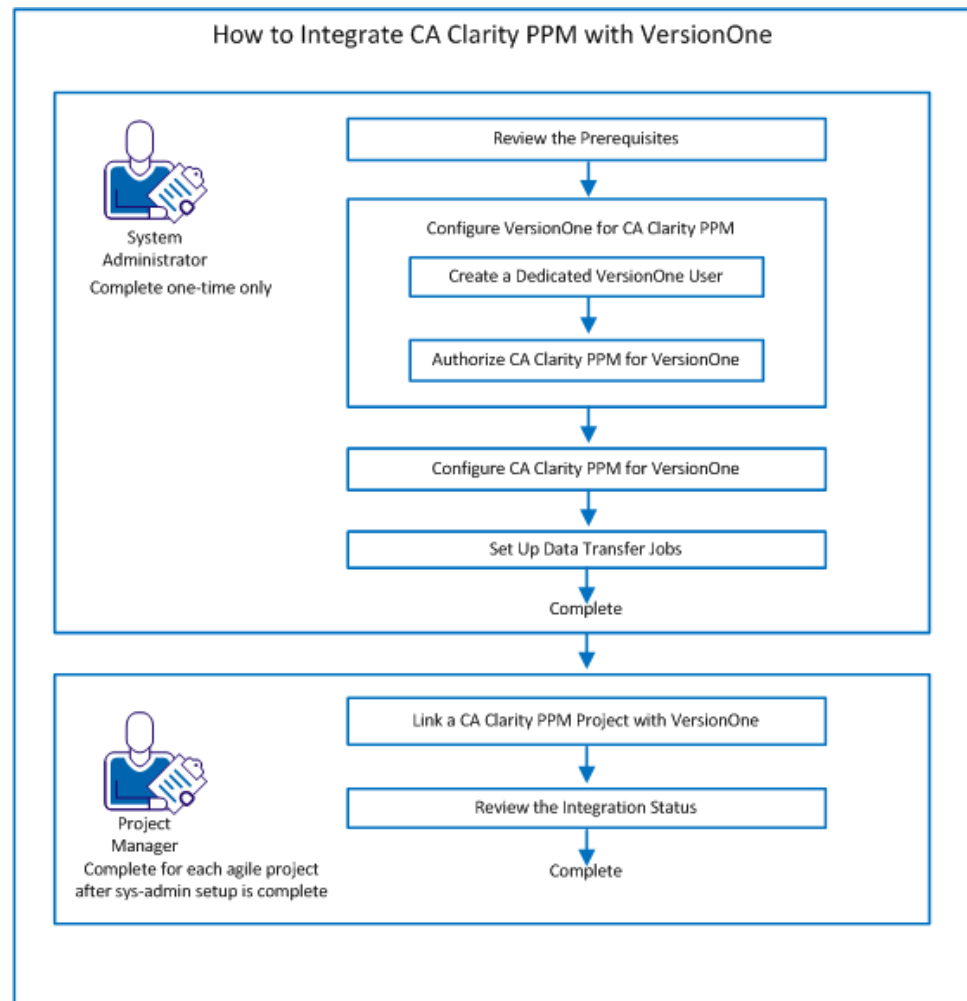 How to Integrate CA Clarity PPM with VersionOne
System
Administrator
Complete one-time only
Review the Prerequisites
Configure VersionOne for CA Clarity PPM
Create a Dedicated VersionOne User
Authorize CA Clarity PPM for VersionOne
Configure CA Clarity PPM for VersionOne
Set Up Data Transfer Jobs
Complete
Project
Manager
Complete for each agile project
after sys-admin setup is complete
Link a CA Clarity PPM Project with VersionOne
Review the Integration Status
Complete